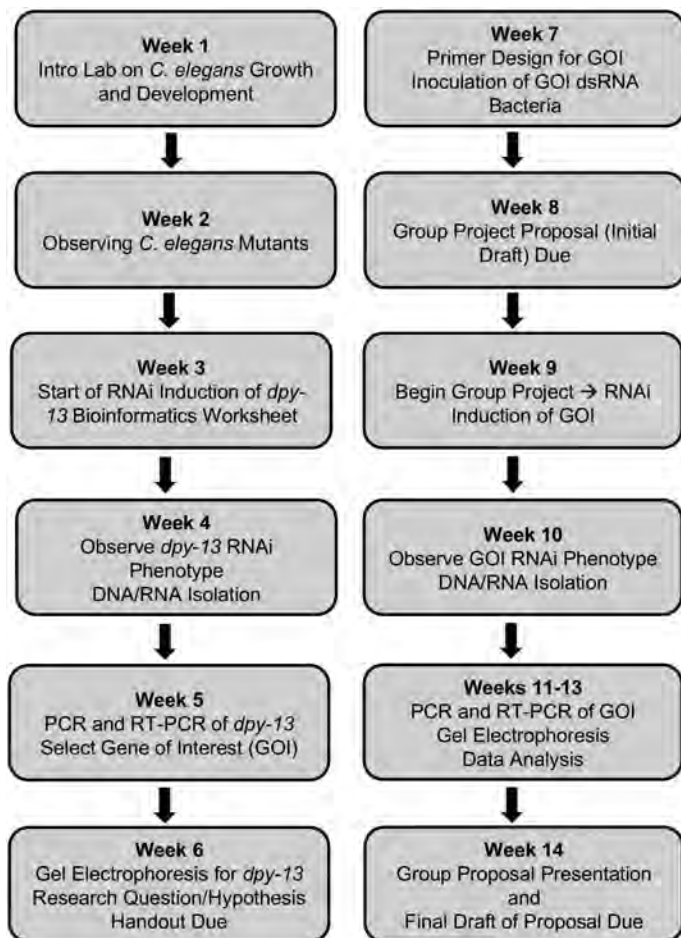 Week 1
Intro Lab on C. elegans Growth
and Development
Week 2
Observing C. elegans Mutants
Week 3
Start of RNAi Induction of dpy-
13 Bioinformatics Worksheet
Week 4
Observe dpy-13 RNAi
Phenotype
DNA/RNA Isolation
Week 5
PCR and RT-PCR of dpy-13
Select Gene of Interest (GOI)
Week 6
Gel Electrophoresis for dpy-13
Research Question/Hypothesis
Handout Due
Week 7
Primer Design for GOI
Inoculation of GOI dsRNA
Bacteria
Week 8
Group Project Proposal (Initial
Draft) Due
Week 9
Begin Group Project → RNAi
Induction of GOI
Week 10
Observe GOI RNAi Phenotype
DNA/RNA Isolation
Weeks 11-13
PCR and RT-PCR of GOI
Gel Electrophoresis
Data Analysis
Week 14
Group Proposal Presentation
and
Final Draft of Proposal Due